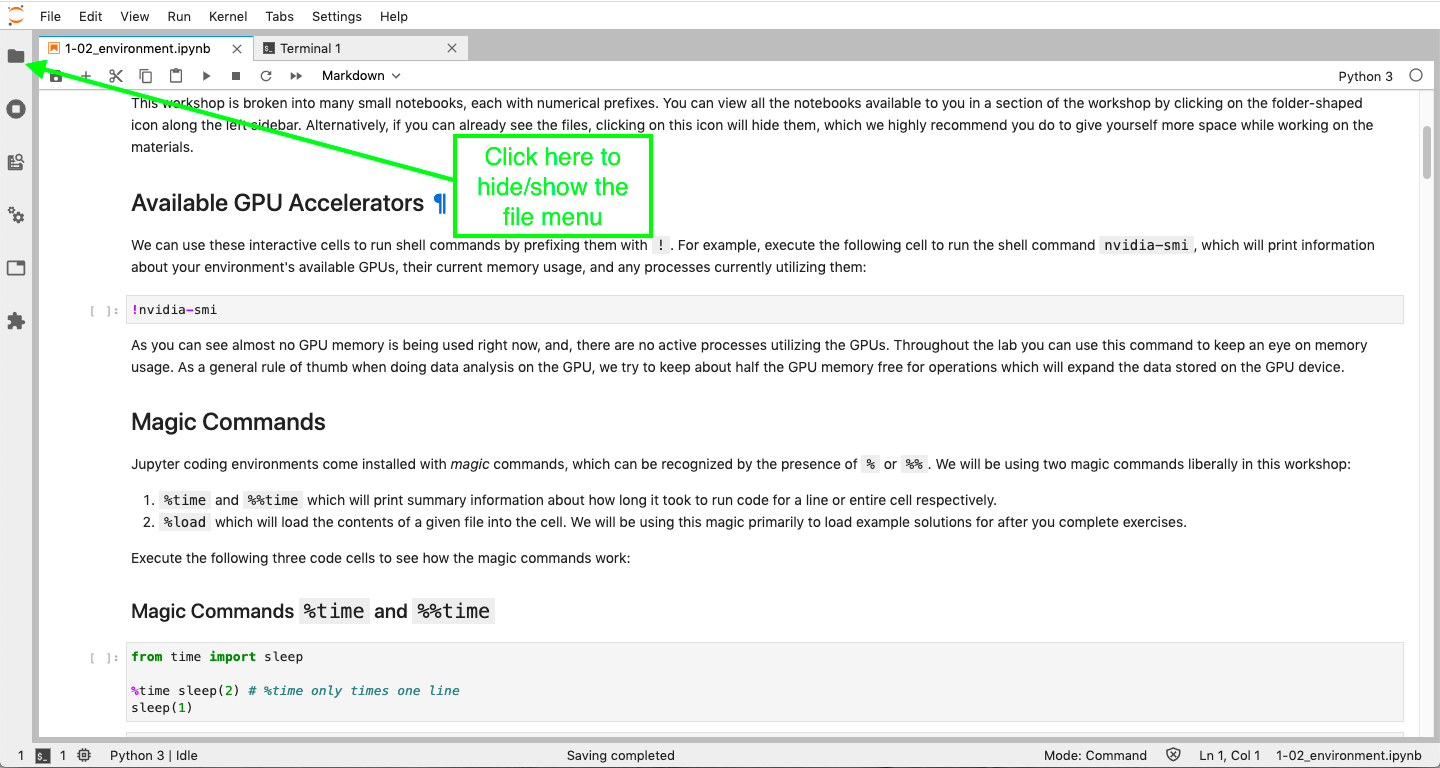 File Edit View Run Kernel Tabs Settings Help
1-02_environment.ipynb Terminal 1
Markdown Python 3
This workshop is broken into many small notebooks, each with numerical prefixes. You can view all the notebooks available to you in a section of the workshop by clicking on the folder-shaped
icon along the left sidebar. Alternatively, if you can already see the files, clicking on this icon will hide them, which we highly recommend you do to give yourself more space while working on the
materials.
Click here to
hide/show the
file menu
Available GPU Accelerators ¶
We can use these interactive cells to run shell commands by prefixing them with ! . For example, execute the following cell to run the shell command nvidia-smi , which will print information
about your environment's available GPUs, their current memory usage, and any processes currently utilizing them:
[ ]: !nvidia-smi
As you can see almost no GPU memory is being used right now, and, there are no active processes utilizing the GPUs. Throughout the lab you can use this command to keep an eye on memory
usage. As a general rule of thumb when doing data analysis on the GPU, we try to keep about half the GPU memory free for operations which will expand the data stored on the GPU device.
Magic Commands
Jupyter coding environments come installed with magic commands, which can be recognized by the presence of % or %% . We will be using two magic commands liberally in this workshop:
1. %time and %%time which will print summary information about how long it took to run code for a line or entire cell respectively.
2. %load which will load the contents of a given file into the cell. We will be using this magic primarily to load example solutions for after you complete exercises.
Execute the following three code cells to see how the magic commands work:
Magic Commands %time and %%time
[ ]: from time import sleep
%time sleep(2) # %time only times one line
sleep(1)
1 $_ 1 Python 3 | Idle Saving completed Mode: Command Ln 1, Col 1 1-02_environment.ipynb